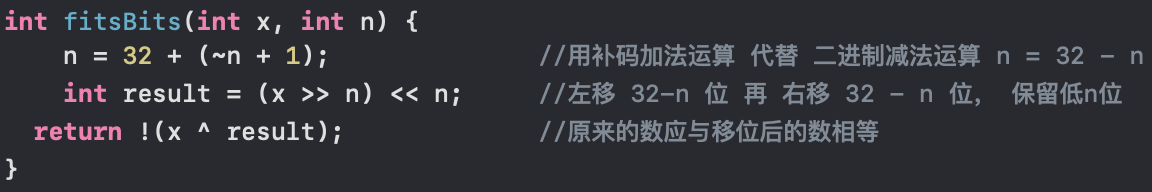 int fitsBits(int x, int n) {
    n = 32 + (~n + 1);              //用补码加法运算 代替 二进制减法运算 n = 32 - n
    int result = (x >> n) << n;     //左移 32-n 位 再 右移 32 - n 位， 保留低n位
  return !(x ^ result);             //原来的数应与移位后的数相等
}